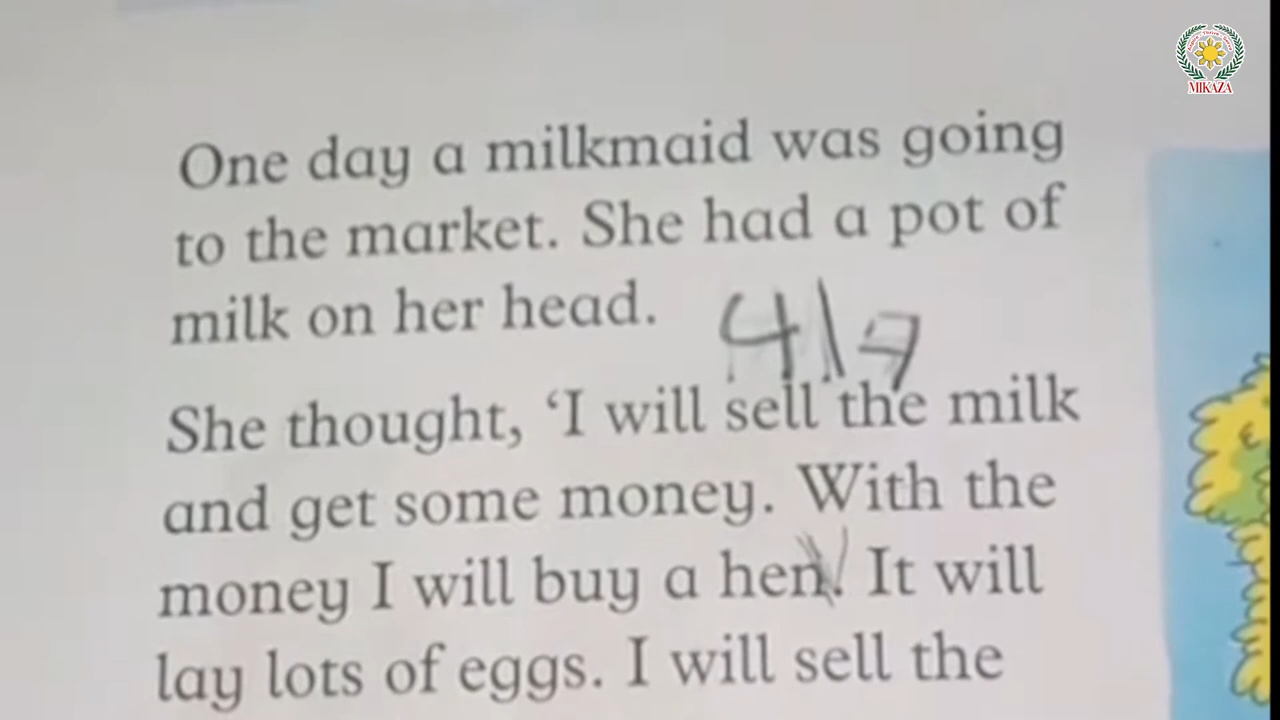 MIKAZA
One day a milkmaid was going
to the market. She had a pot of
milk on her head.
4/7
She thought, ‘I will sell the milk
and get some money. With the
money I will buy a hen. It will
lay lots of eggs. I will sell the